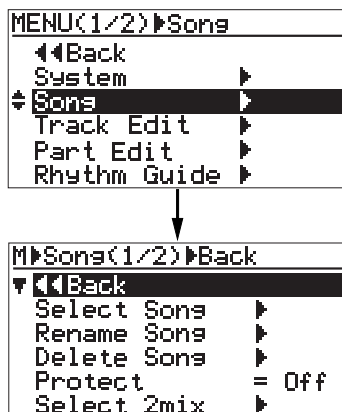 MENU(1/2)▶Song
◀◀Back
System ▶
Song ▶
Track Edit ▶
Part Edit ▶
Rhythm Guide ▶
M▶Song(1/2)▶Back
◀◀Back
Select Song ▶
Rename Song ▶
Delete Song ▶
Protect = Off
Select 2mix ▶